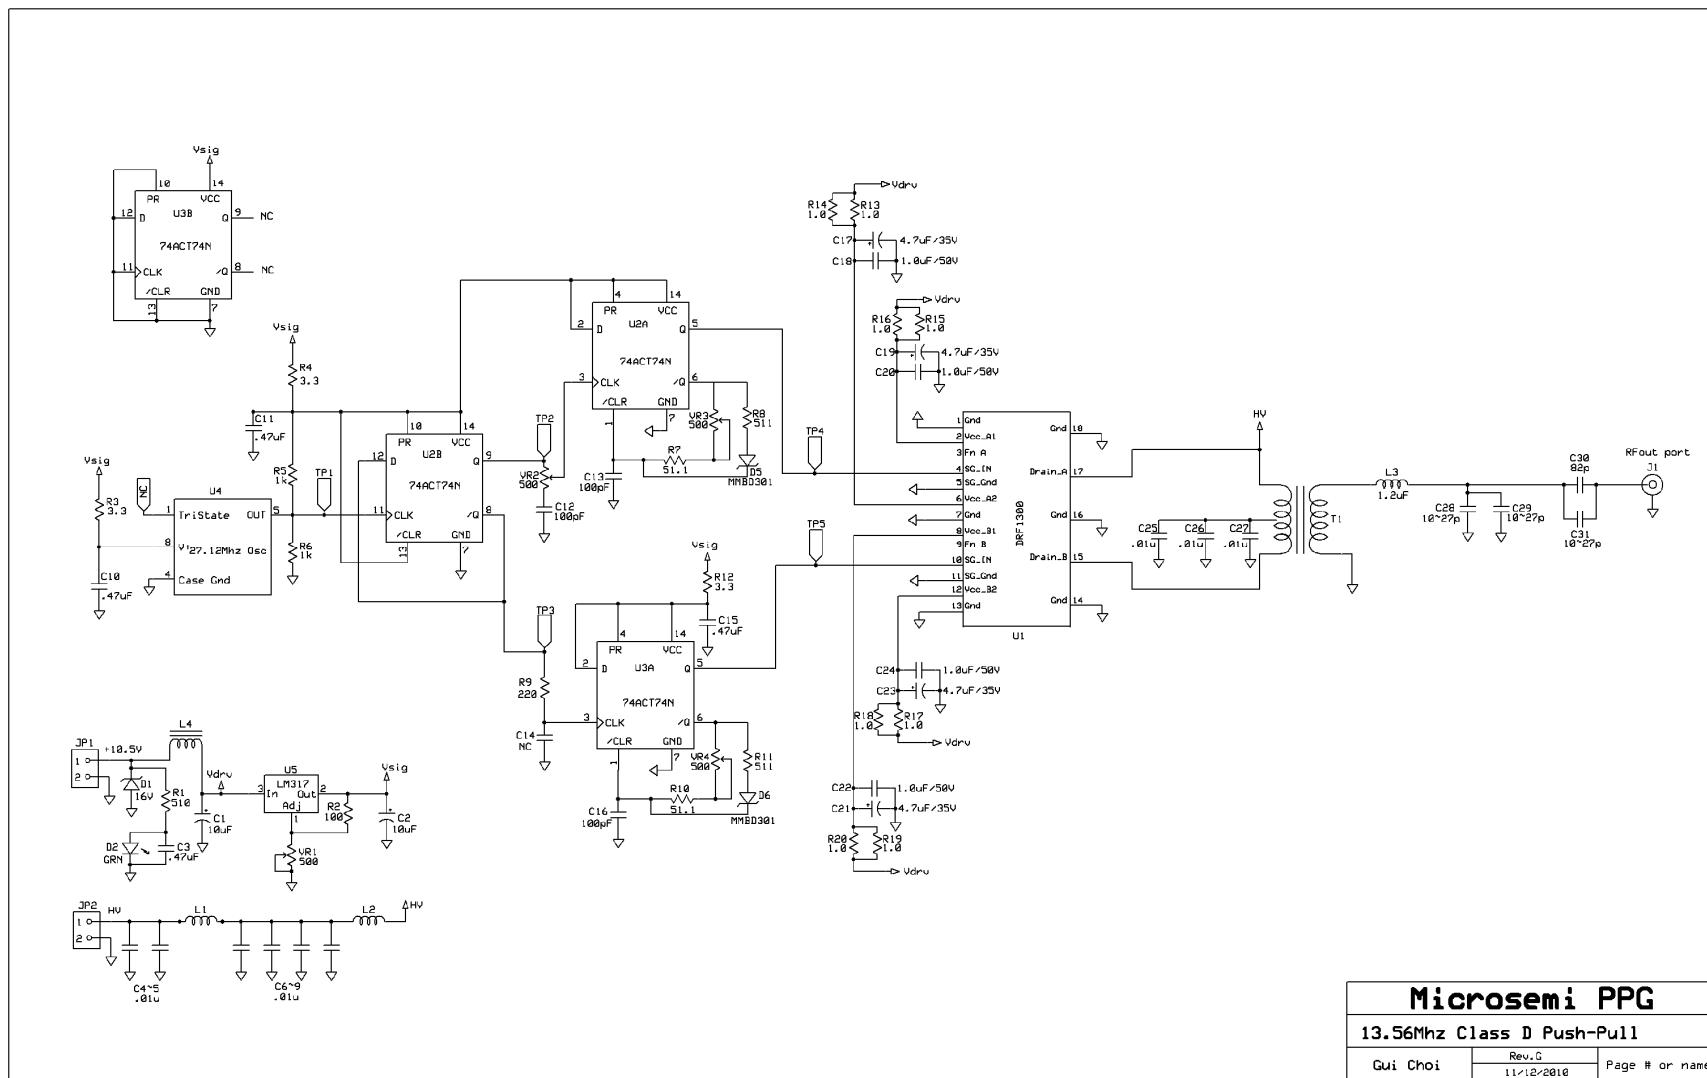 Vsig
10
14
PR
VCC
12
D
U3B
Q
9
NC
74ACT74N
11
CLK
/Q
8
NC
/CLR
GND
13
7
Vsig
R4
3.3
C11
.47uF
Vsig
R3
3.3
NC
U4
1
TriState
OUT
5
8
V+
27.12Mhz Osc
4
Case Gnd
C10
.47uF
R5
1k
TP1
R6
1k
10
14
PR
VCC
12
D
U2B
Q
9
74ACT74N
11
CLK
/Q
8
/CLR
GND
13
7
TP2
VR2
500
C12
100pF
4
14
PR
VCC
2
D
U2A
Q
5
74ACT74N
3
CLK
/Q
6
/CLR
GND
1
7
VR3
500
R8
511
R7
51.1
D5
MMBD301
C13
100pF
TP3
R9
220
C14
NC
Vsig
R12
3.3
C15
.47uF
4
14
PR
VCC
2
D
U3A
Q
5
74ACT74N
3
CLK
/Q
6
/CLR
GND
1
7
VR4
500
R11
511
R10
51.1
D6
MMBD301
C16
100pF
TP4
TP5
Vdrv
R14
1.0
R13
1.0
C17
4.7uF/35V
C18
1.0uF/50V
Vdrv
R16
1.0
R15
1.0
C19
4.7uF/35V
C20
1.0uF/50V
1 Gnd
2 Vcc_A1
3 Fn A
4 SG_IN
5 SG_Gnd
6 Vcc_A2
7 Gnd
8 Vcc_B1
9 Fn B
10 SG_IN
11 SG_Gnd
12 Vcc_B2
13 Gnd
DRF1300
Gnd 18
Drain_A 17
Gnd 16
Drain_B 15
Gnd 14
U1
C24
1.0uF/50V
C23
4.7uF/35V
R18
1.0
R17
1.0
Vdrv
C22
1.0uF/50V
C21
4.7uF/35V
R20
1.0
R19
1.0
Vdrv
HV
C25
.01u
C26
.01u
C27
.01u
T1
L3
1.2uF
C28
10~27p
C29
10~27p
C30
82p
C31
10~27p
RFout port
J1
JP1
1
2
+10.5V
L4
D1
16V
R1
510
D2
GRN
C3
.47uF
Vdrv
C1
10uF
U5
LM317
3
In
Out
2
Adj
1
R2
100
VR1
500
Vsig
C2
10uF
JP2
1
2
HV
L1
L2
HV
C4~5
.01u
C6~9
.01u
Microsemi PPG
13.56Mhz Class D Push-Pull
Gui Choi
Rev.G
11/12/2010
Page # or name